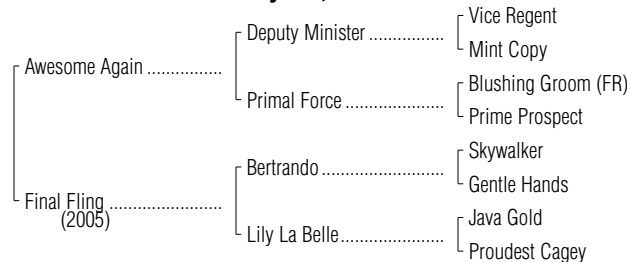 Vice Regent
Deputy Minister ................
Mint Copy
Awesome Again ................
Blushing Groom (FR)
Primal Force .....................
Prime Prospect
Skywalker
Bertrando ..........................
Gentle Hands
Final Fling ........................
(2005)
Java Gold
Lily La Belle ......................
Proudest Cagey